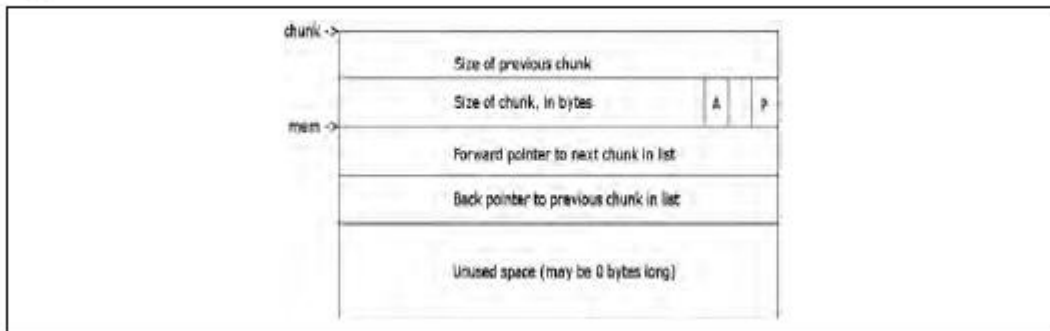 chunk ->
Size of previous chunk
Size of chunk, in bytes A P
mem ->
Forward pointer to next chunk in list
Back pointer to previous chunk in list
Unused space (may be 0 bytes long)